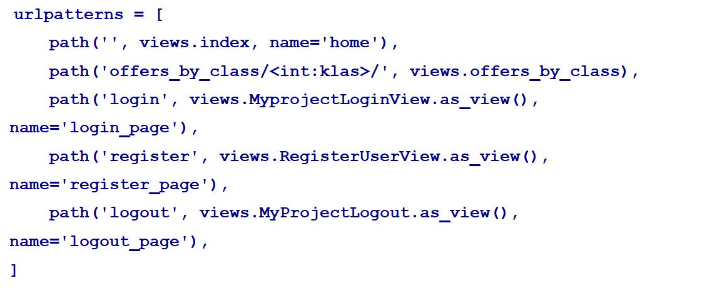 urlpatterns = [
    path('', views.index, name='home'),
    path('offers_by_class/<int:klas>/', views.offers_by_class),
    path('login', views.MyprojectLoginView.as_view(),
name='login_page'),
    path('register', views.RegisterUserView.as_view(),
name='register_page'),
    path('logout', views.MyProjectLogout.as_view(),
name='logout_page'),
]